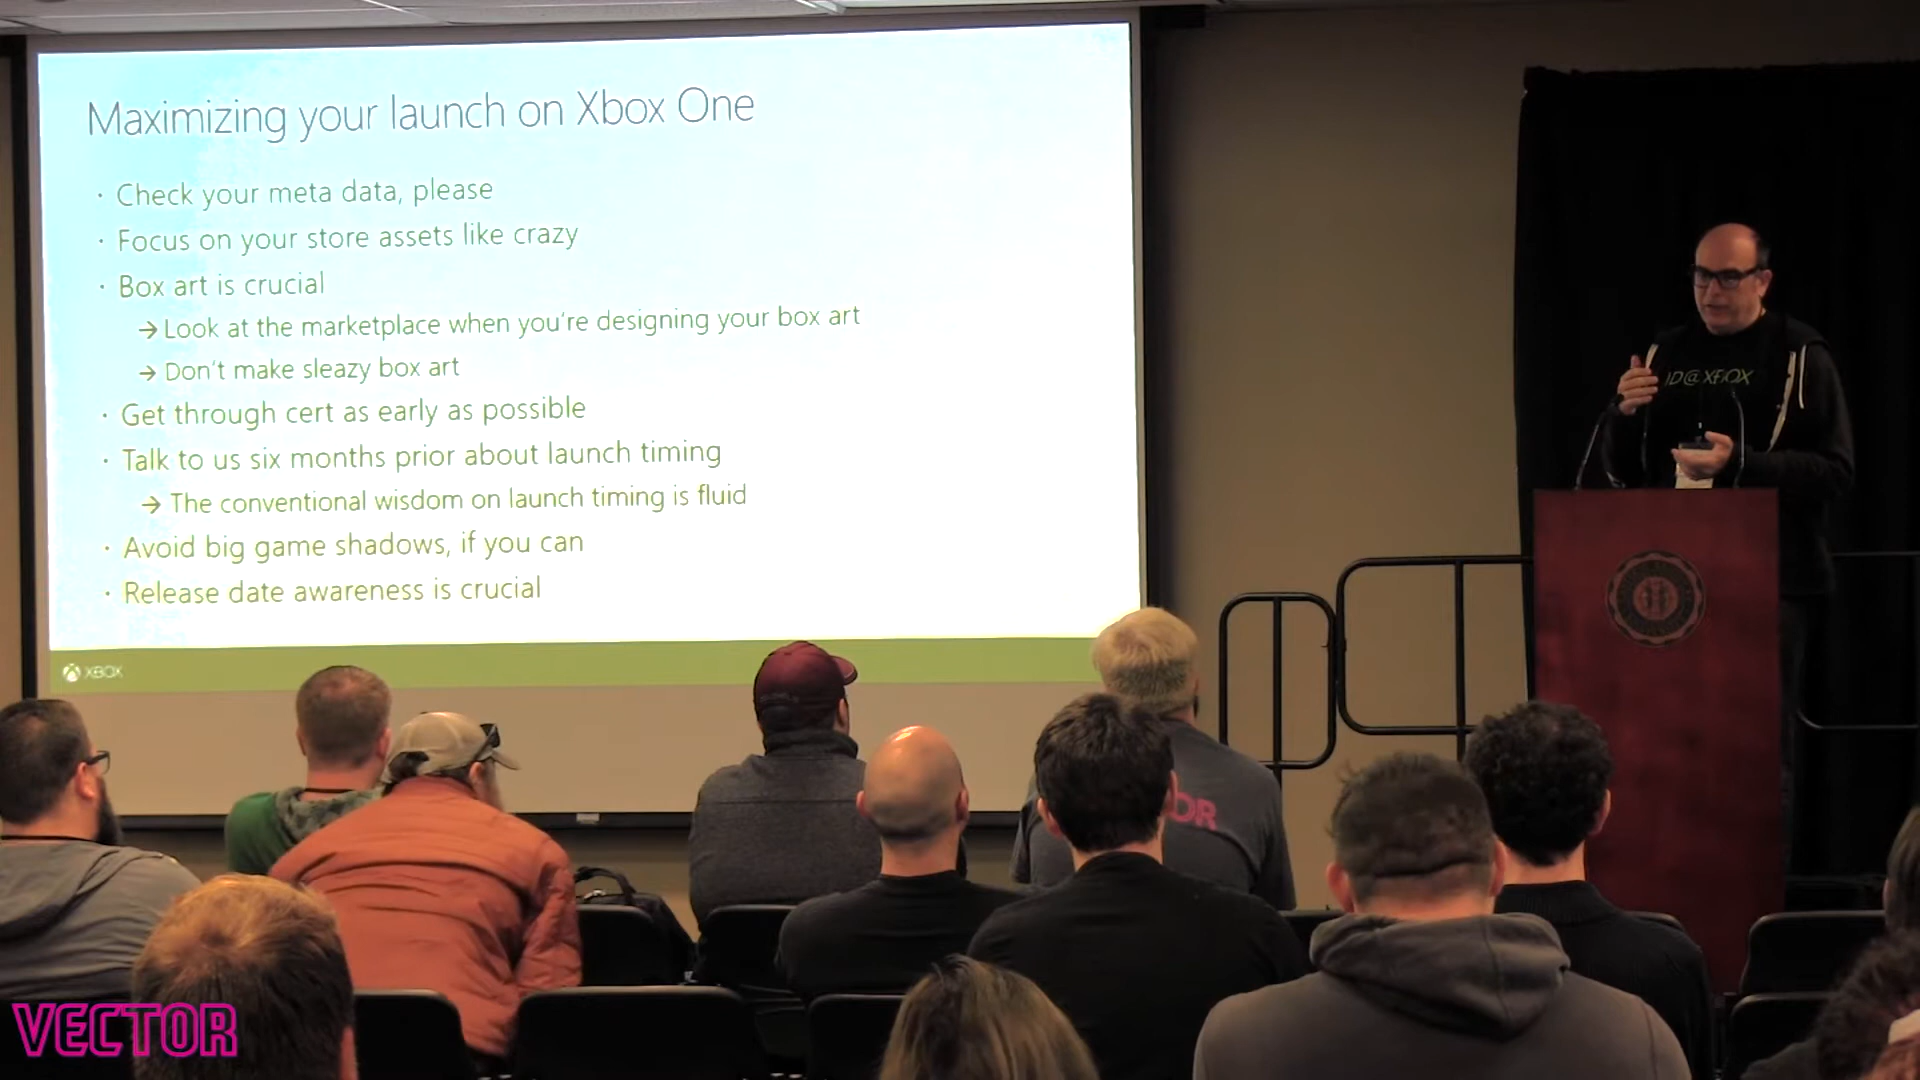 Maximizing your launch on Xbox One
· Check your meta data, please
· Focus on your store assets like crazy
· Box art is crucial
→ Look at the marketplace when you're designing your box art
→ Don't make sleazy box art
· Get through cert as early as possible
· Talk to us six months prior about launch timing
→ The conventional wisdom on launch timing is fluid
· Avoid big game shadows, if you can
· Release date awareness is crucial
XBOX
ID@XBOX
OR
VECTOR